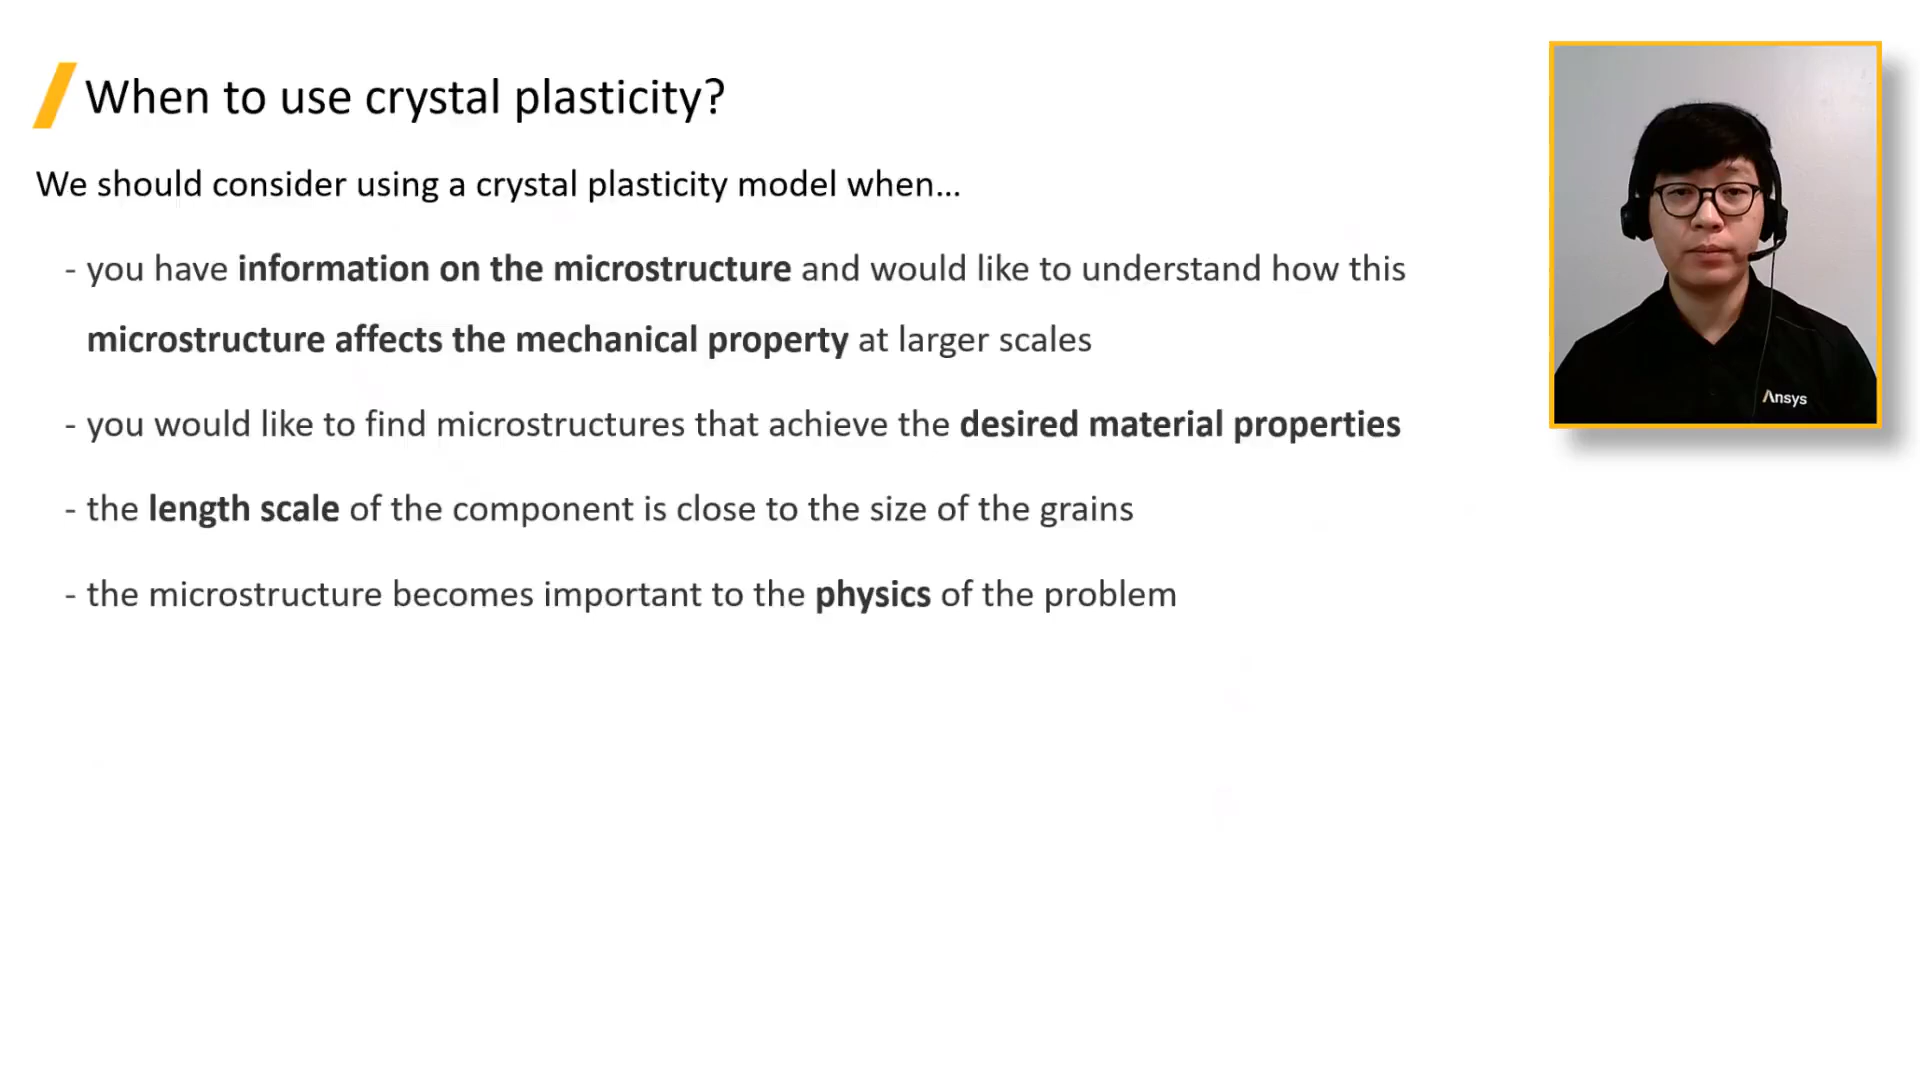 When to use crystal plasticity?
We should consider using a crystal plasticity model when...
- you have information on the microstructure and would like to understand how this
microstructure affects the mechanical property at larger scales
- you would like to find microstructures that achieve the desired material properties
- the length scale of the component is close to the size of the grains
- the microstructure becomes important to the physics of the problem
Ansys